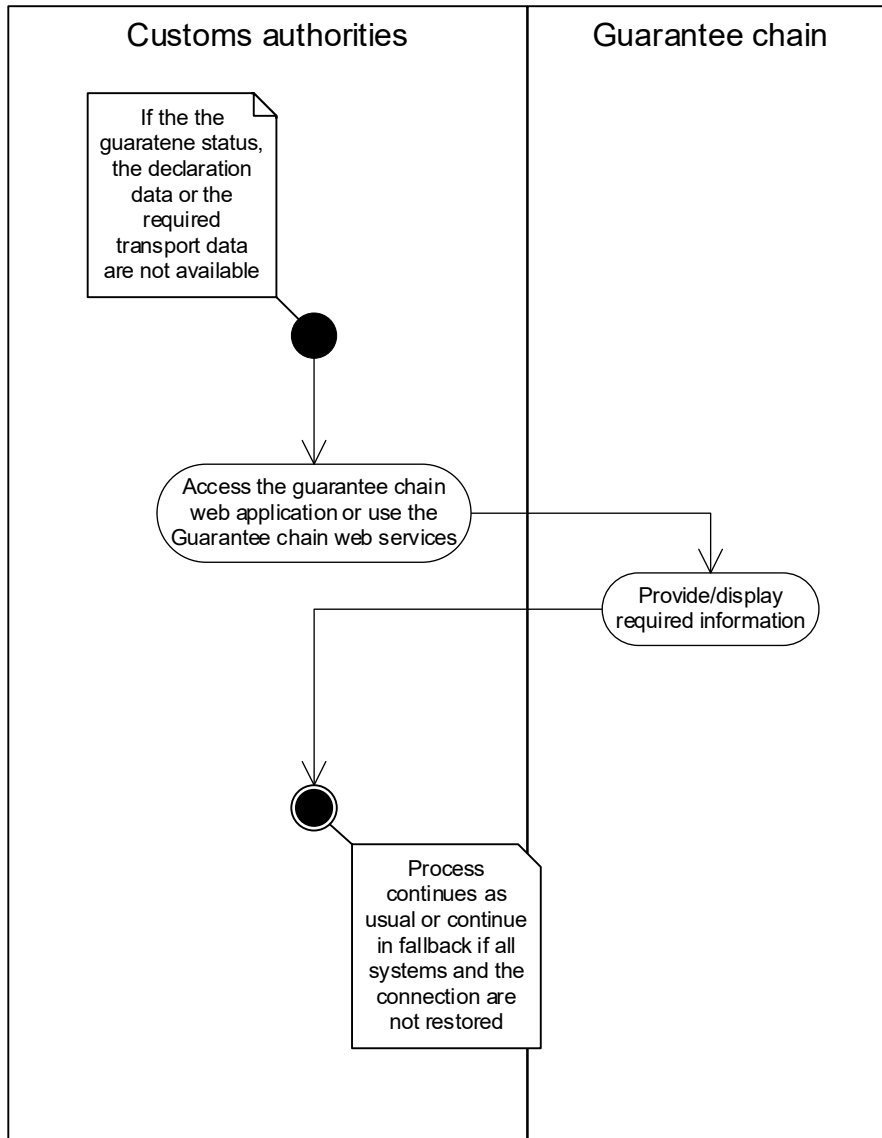 Customs authorities
Guarantee chain
If the the
guaratene status,
the declaration
data or the
required
transport data
are not available
Access the guarantee chain
web application or use the
Guarantee chain web services
Provide/display
required information
Process
continues as
usual or continue
in fallback if all
systems and the
connection are
not restored